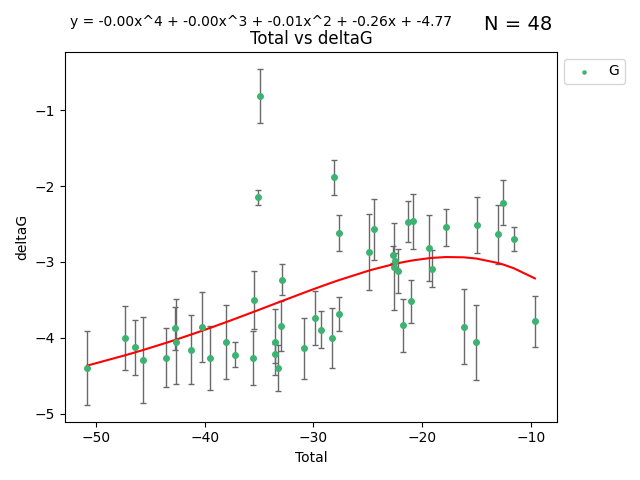 y = -0.00x^4 + -0.00x^3 + -0.01x^2 + -0.26x + -4.77
N = 48
Total vs deltaG
G
−1
−2
−3
−4
−5
deltaG
−50 −40 −30 −20 −10
Total